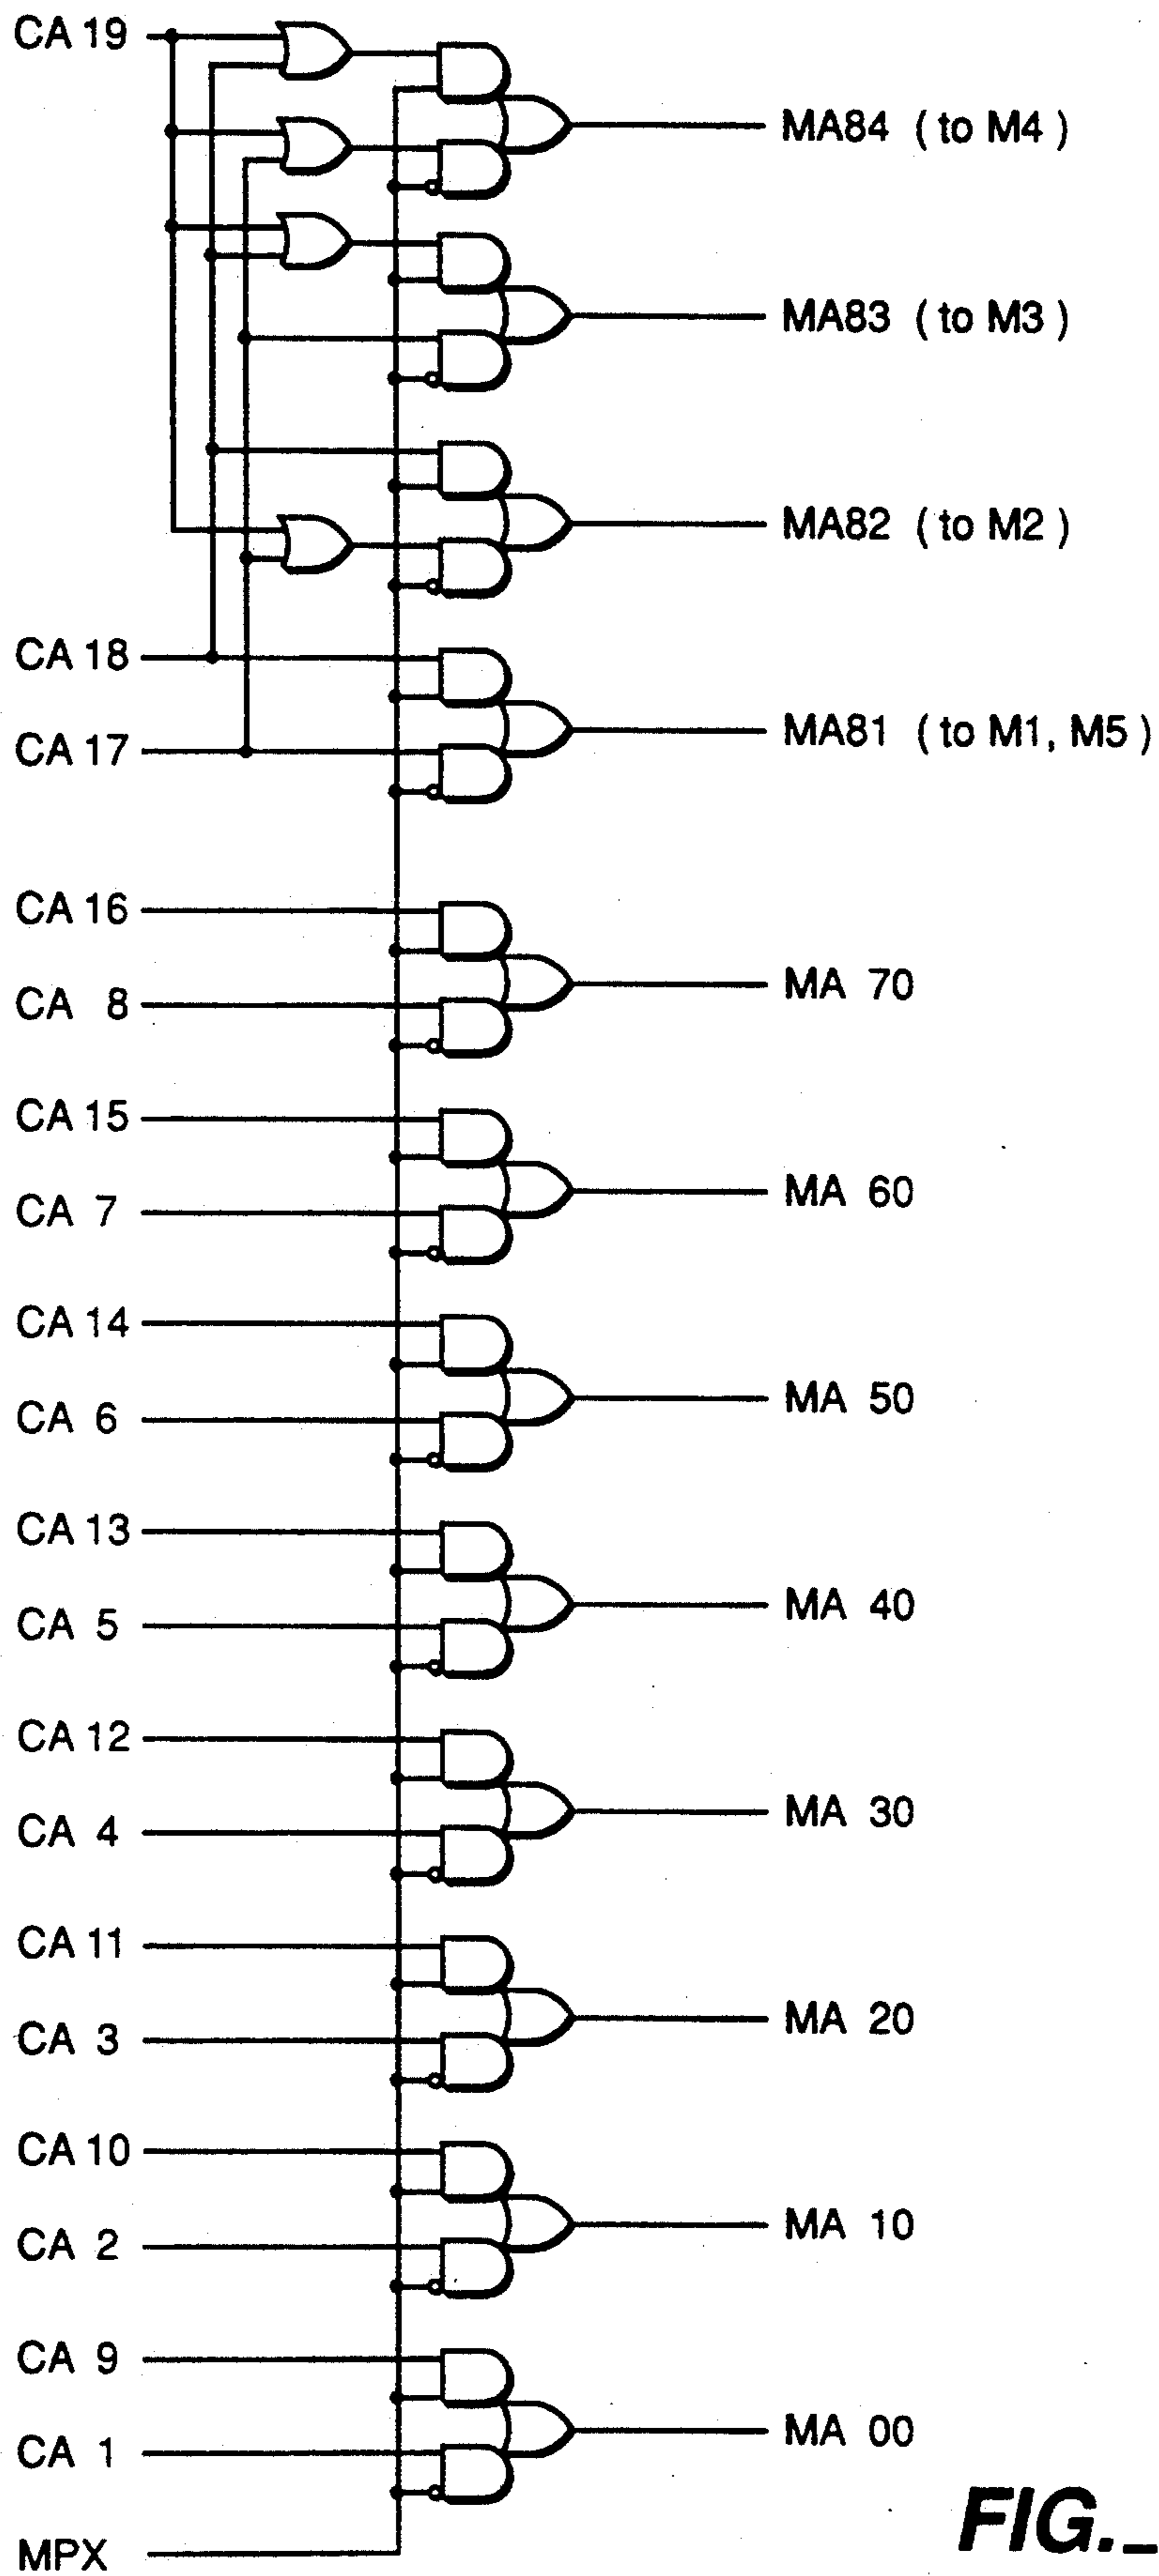 CA 19
MA84 ( to M4 )
MA83 ( to M3 )
MA82 ( to M2 )
CA 18
MA81 ( to M1, M5 )
CA 17
CA 16
MA 70
CA 8
CA 15
MA 60
CA 7
CA 14
MA 50
CA 6
CA 13
MA 40
CA 5
CA 12
MA 30
CA 4
CA 11
MA 20
CA 3
CA 10
MA 10
CA 2
CA 9
MA 00
CA 1
FIG._
MPX